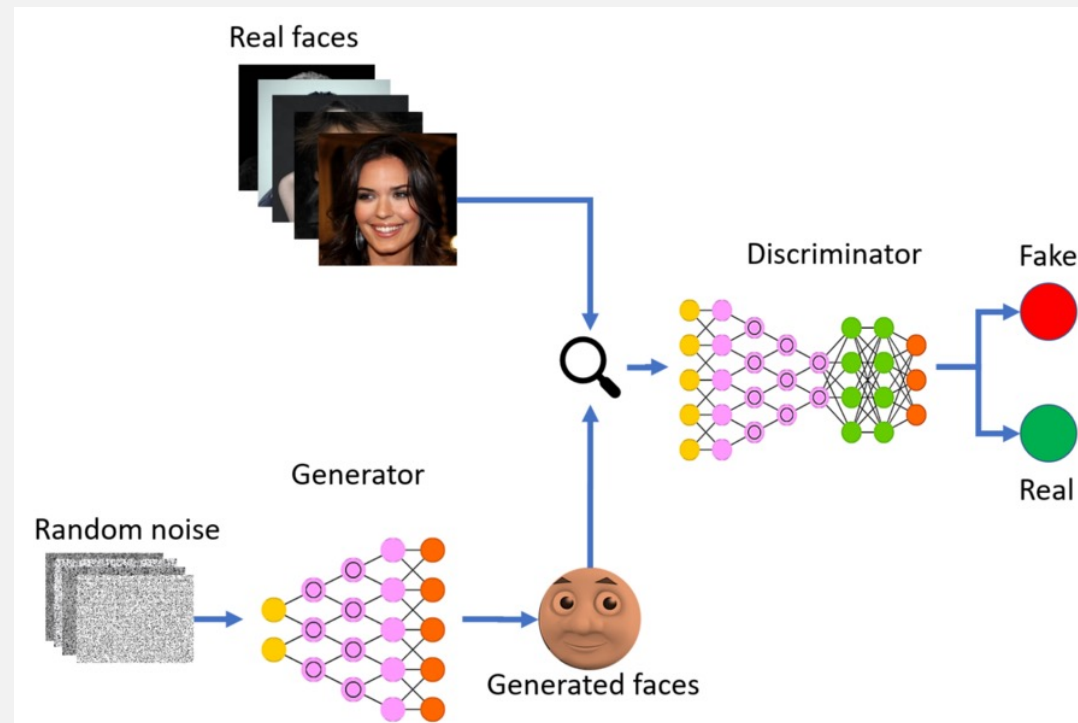 Real faces
Discriminator
Fake
Generator
Real
Random noise
Generated faces